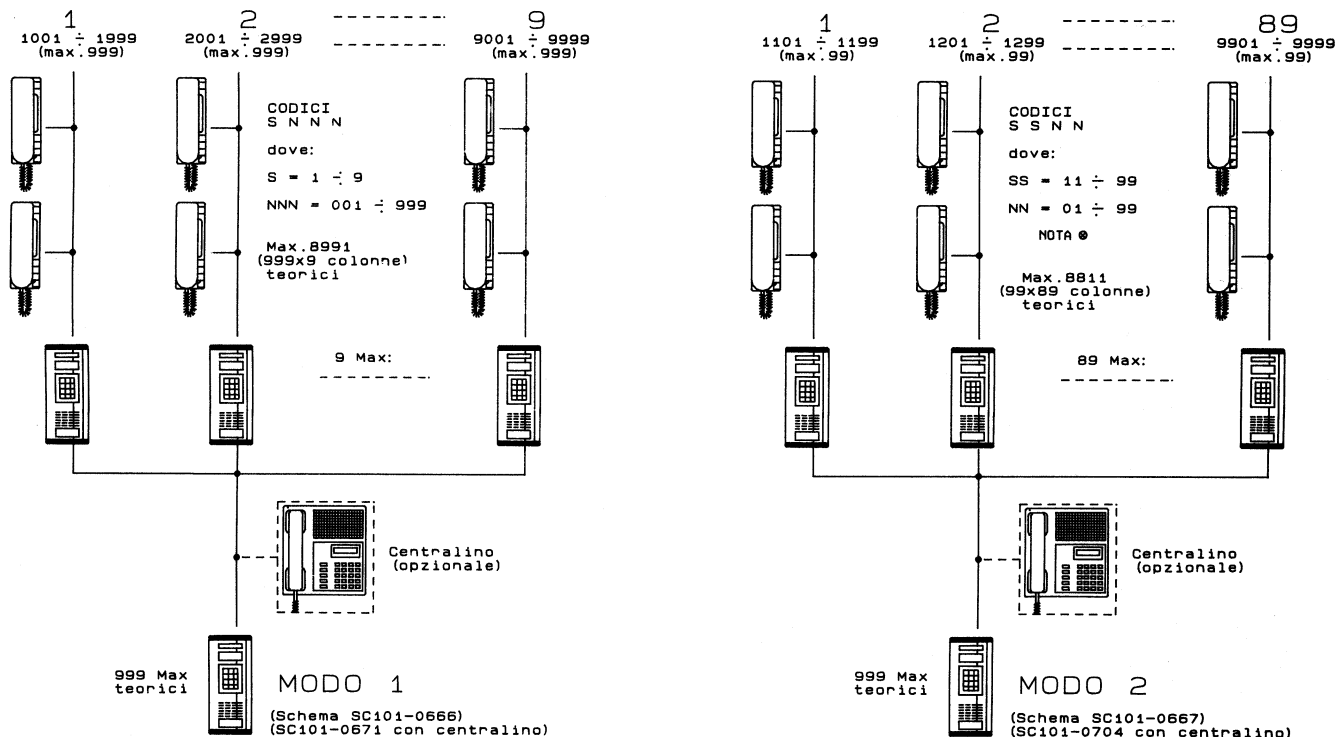 1
1001 ÷ 1999
(max.999)
2
2001 ÷ 2999
(max.999)
9
9001 ÷ 9999
(max.999)
CODICI
S N N N
dove:
S = 1 ÷ 9
NNN = 001 ÷ 999
Max.8991
(999x9 colonne)
teorici
9 Max:
Centralino
(opzionale)
999 Max
teorici
MODO 1
(Schema SC101-0666)
(SC101-0671 con centralino)
1
1101 ÷ 1199
(max.99)
2
1201 ÷ 1299
(max.99)
89
9901 ÷ 9999
(max.99)
CODICI
S S N N
dove:
SS = 11 ÷ 99
NN = 01 ÷ 99
NOTA ⊗
Max.8811
(99x89 colonne)
teorici
89 Max:
Centralino
(opzionale)
999 Max
teorici
MODO 2
(Schema SC101-0667)
(SC101-0704 con centralino)